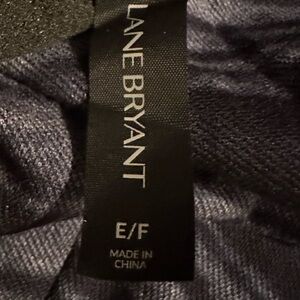 LANE BRYANT
E/F
MADE IN
CHINA